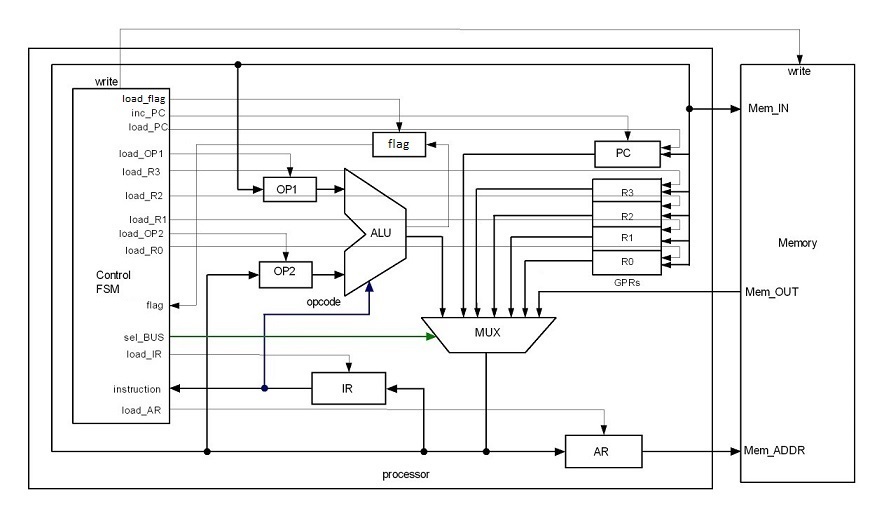 write
write
load_flag
inc_PC
load_PC
Mem_IN
flag
load_OP1
PC
load_R3
OP1
R3
load_R2
R2
load_R1
load_OP2
ALU
R1
Memory
load_R0
R0
Control
FSM
OP2
GPRs
Mem_OUT
opcode
flag
MUX
sel_BUS
load_IR
instruction
IR
load_AR
AR
Mem_ADDR
processor